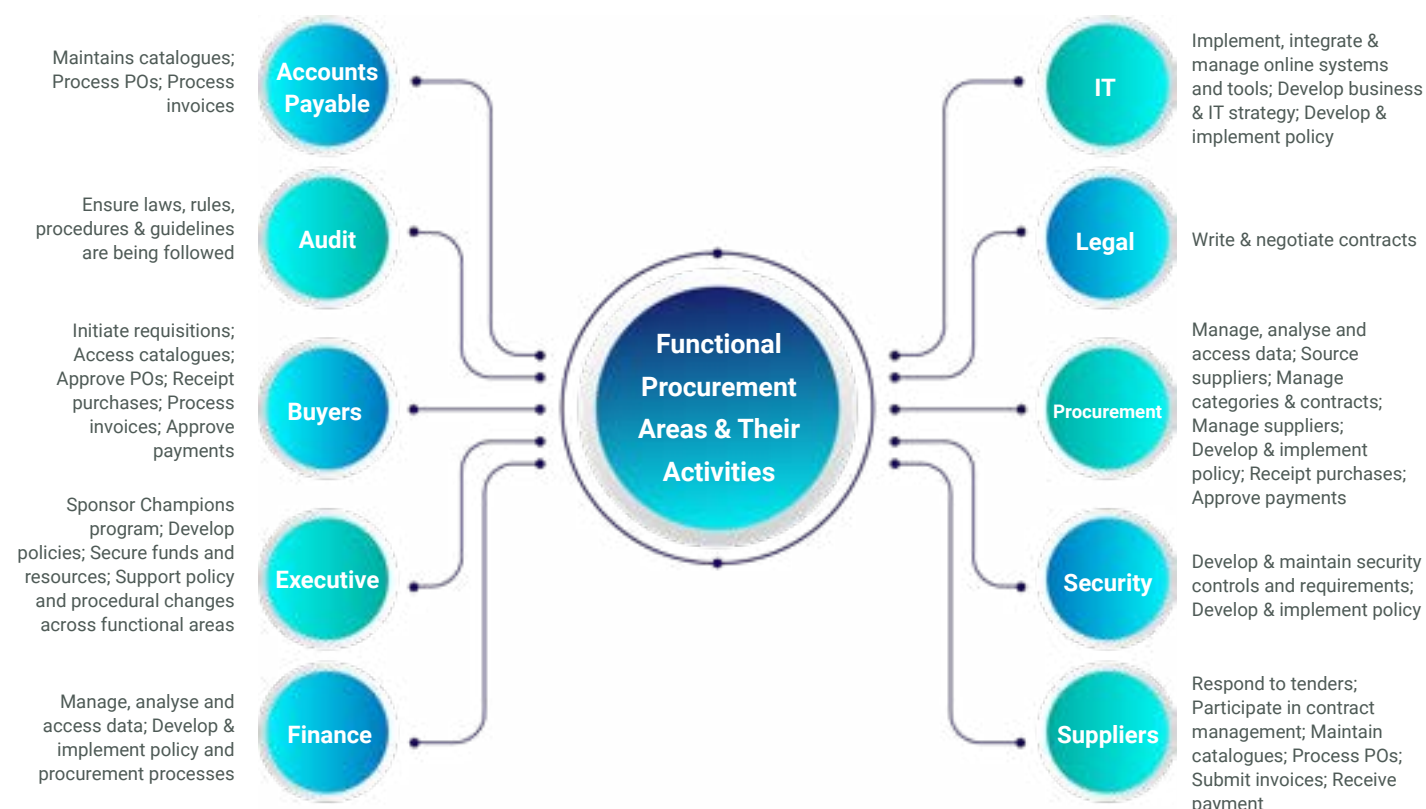 Maintains catalogues;
Process POs; Process
invoices
Accounts
Payable
Ensure laws, rules,
procedures & guidelines
are being followed
Audit
Initiate requisitions;
Access catalogues;
Approve POs; Receipt
purchases; Process
invoices; Approve
payments
Buyers
Sponsor Champions
program; Develop
policies; Secure funds and
resources; Support policy
and procedural changes
across functional areas
Executive
Manage, analyse and
access data; Develop &
implement policy and
procurement processes
Finance
Functional
Procurement
Areas & Their
Activities
IT
Implement, integrate &
manage online systems
and tools; Develop business
& IT strategy; Develop &
implement policy
Legal
Write & negotiate contracts
Procurement
Manage, analyse and
access data; Source
suppliers; Manage
categories & contracts;
Manage suppliers;
Develop & implement
policy; Receipt purchases;
Approve payments
Security
Develop & maintain security
controls and requirements;
Develop & implement policy
Suppliers
Respond to tenders;
Participate in contract
management; Maintain
catalogues; Process POs;
Submit invoices; Receive
payment